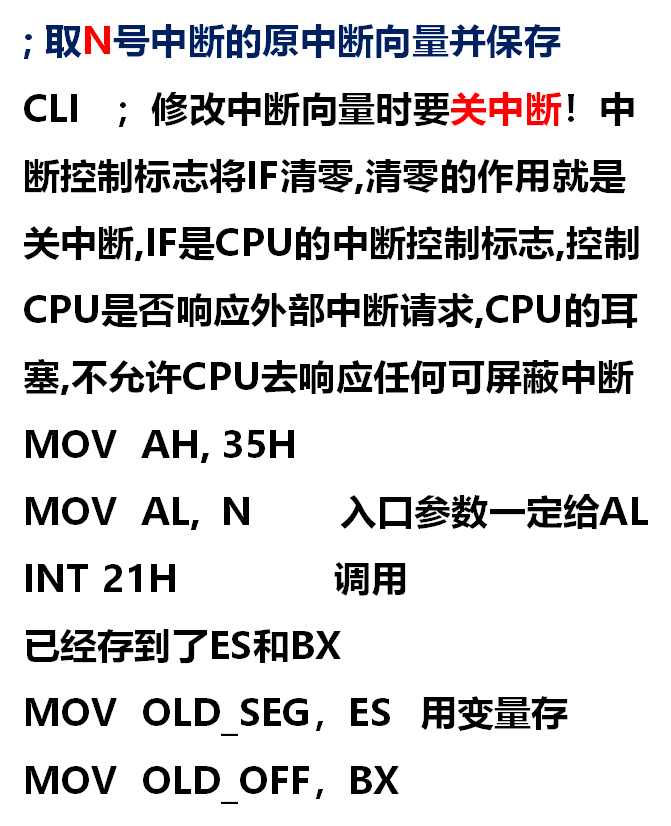 ; 取N号中断的原中断向量并保存
CLI ； 修改中断向量时要关中断！中
断控制标志将IF清零,清零的作用就是
关中断,IF是CPU的中断控制标志,控制
CPU是否响应外部中断请求,CPU的耳
塞,不允许CPU去响应任何可屏蔽中断
MOV AH, 35H
MOV AL, N 入口参数一定给AL
INT 21H 调用
已经存到了ES和BX
MOV OLD_SEG，ES 用变量存
MOV OLD_OFF，BX